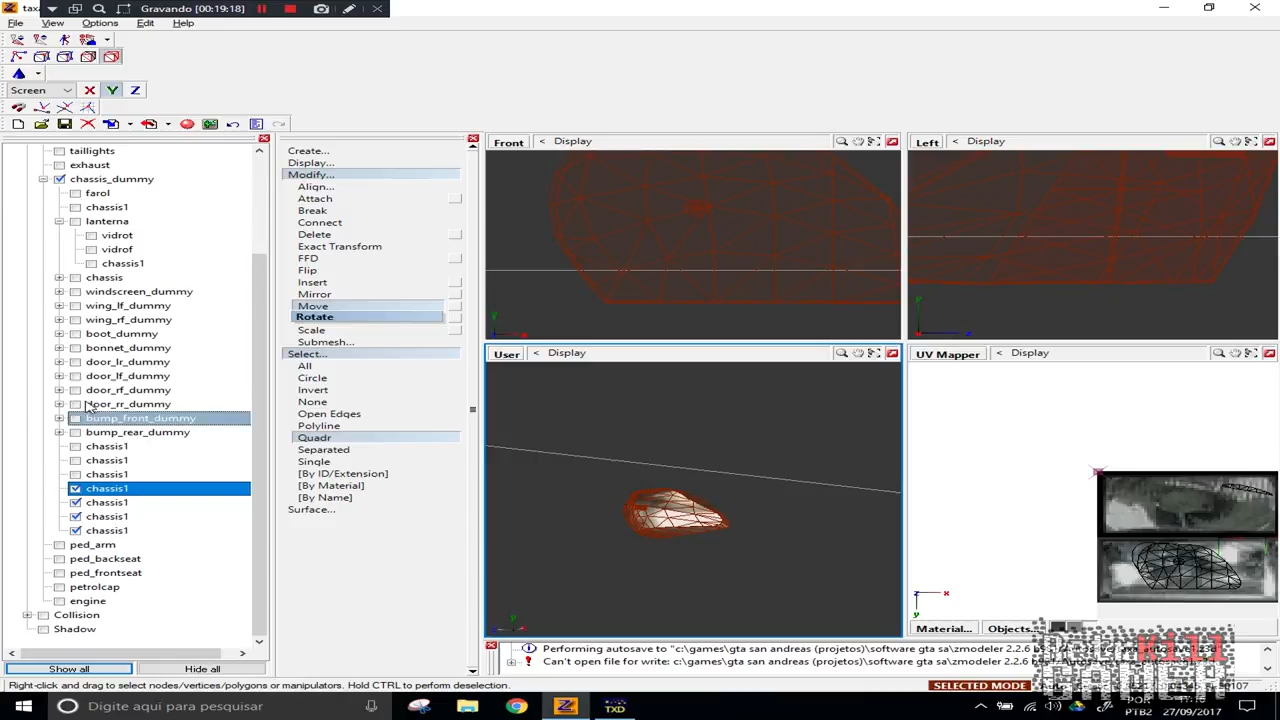 taxa
Gravando (00:19:18)
File View Options Edit Help
Screen X Y Z
taillights
exhaust
chassis_dummy
farol
chassis1
lanterna
vidrot
vidrof
chassis1
chassis
windscreen_dummy
wing_lf_dummy
wing_rf_dummy
boot_dummy
bonnet_dummy
door_lr_dummy
door_lf_dummy
door_rf_dummy
door_rr_dummy
bump_front_dummy
bump_rear_dummy
chassis1
chassis1
chassis1
chassis1
chassis1
chassis1
chassis1
ped_arm
ped_backseat
ped_frontseat
petrolcap
engine
Collision
Shadow
Show all Hide all
Create...
Display...
Modify...
Align...
Attach
Break
Connect
Delete
Exact Transform
FFD
Flip
Insert
Mirror
Move
Rotate
Scale
Submesh...
Select...
All
Circle
Invert
None
Open Edges
Polyline
Quadr
Separated
Single
[By ID/Extension]
[By Material]
[By Name]
Surface...
Front < Display
Left < Display
User < Display
UV Mapper < Display
Material... Objects...
Performing autosave to "c:\games\gta san andreas (projetos)\software gta sa\zmodeler 2.2.6
Can't open file for write: c:\games\gta san andreas (projetos)\software gta sa\zmodeler 2.2.6
Right-click and drag to select nodes/vertices/polygons or manipulators. Hold CTRL to perform deselection.
SELECTED MODE
Digite aqui para pesquisar
TXD
POR
PTB2
27/09/2017